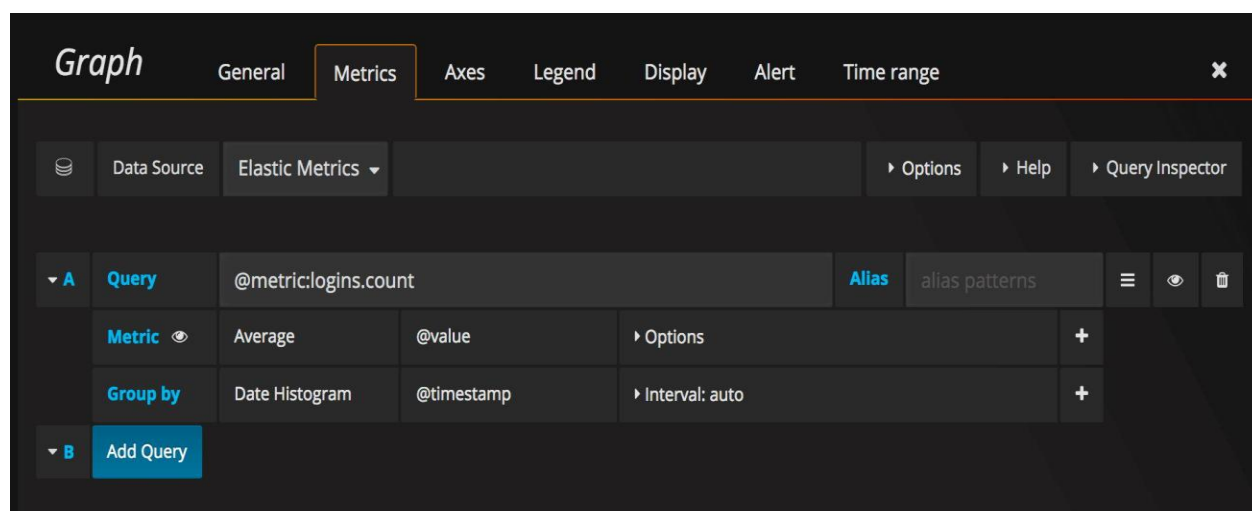 Graph General Metrics Axes Legend Display Alert Time range
Data Source Elastic Metrics Options Help Query Inspector
A Query @metric:logins.count Alias alias patterns
Metric Average @value Options
Group by Date Histogram @timestamp Interval: auto
B Add Query